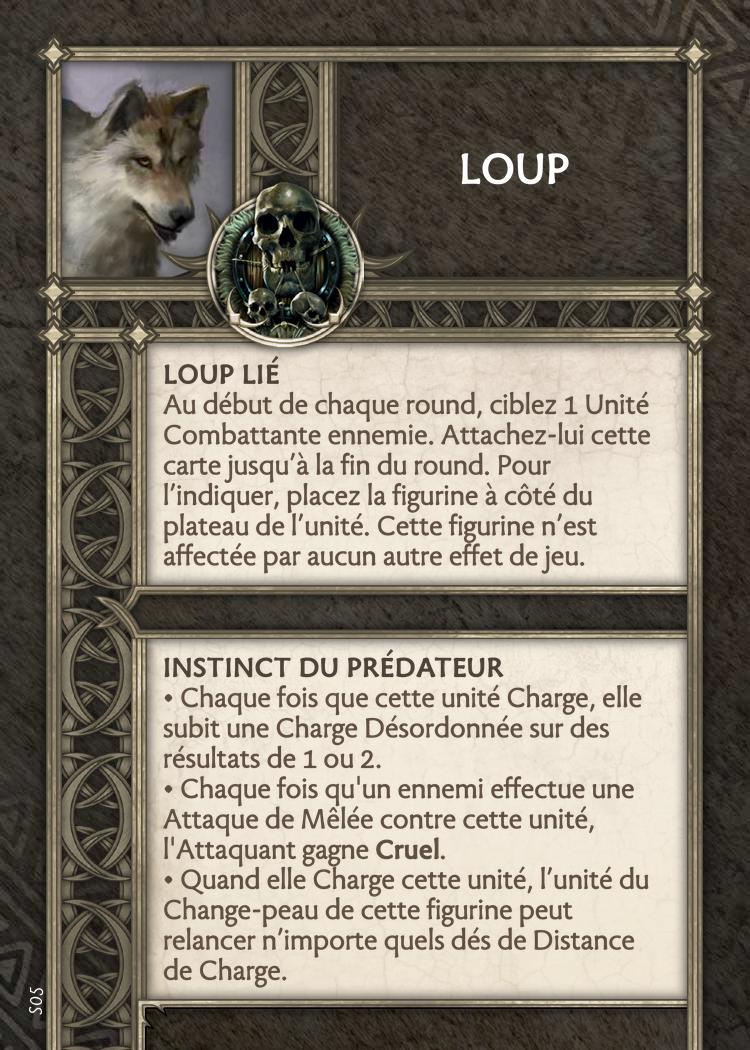 LOUP
LOUP LIÉ
Au début de chaque round, ciblez 1 Unité
Combattante ennemie. Attachez-lui cette
carte jusqu'à la fin du round. Pour
l'indiquer, placez la figurine à côté du
plateau de l'unité. Cette figurine n'est
affectée par aucun autre effet de jeu.
INSTINCT DU PRÉDATEUR
• Chaque fois que cette unité Charge, elle
subit une Charge Désordonnée sur des
résultats de 1 ou 2.
• Chaque fois qu'un ennemi effectue une
Attaque de Mêlée contre cette unité,
l'Attaquant gagne Cruel.
• Quand elle Charge cette unité, l'unité du
Change-peau de cette figurine peut
relancer n'importe quels dés de Distance
de Charge.
S05